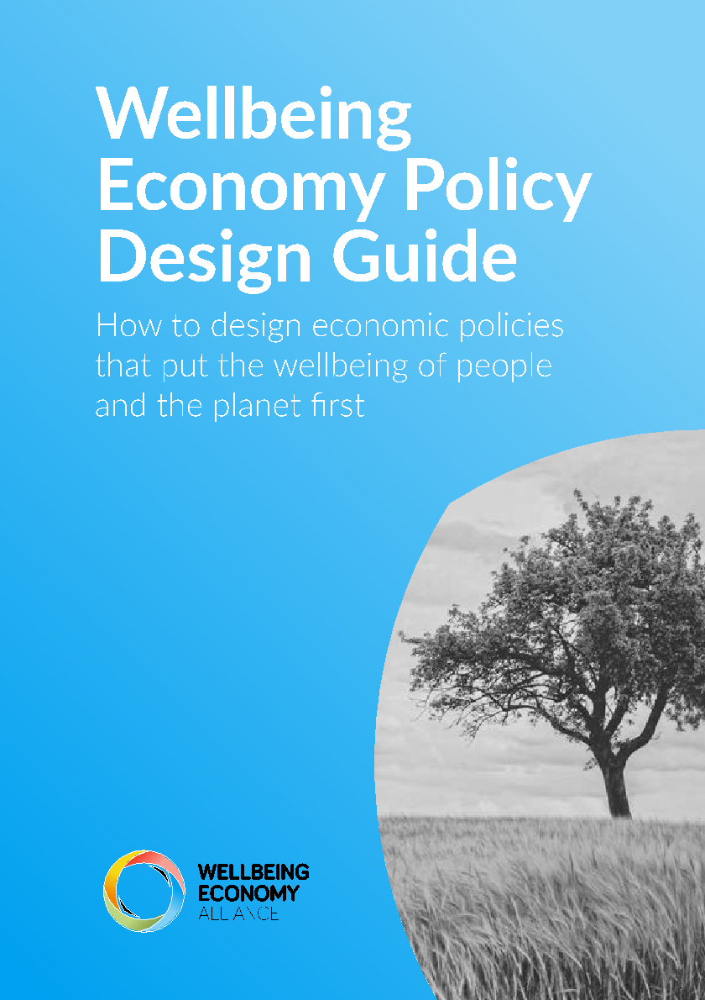 Wellbeing
Economy Policy
Design Guide
How to design economic policies
that put the wellbeing of people
and the planet first
WELLBEING
ECONOMY
ALLIANCE